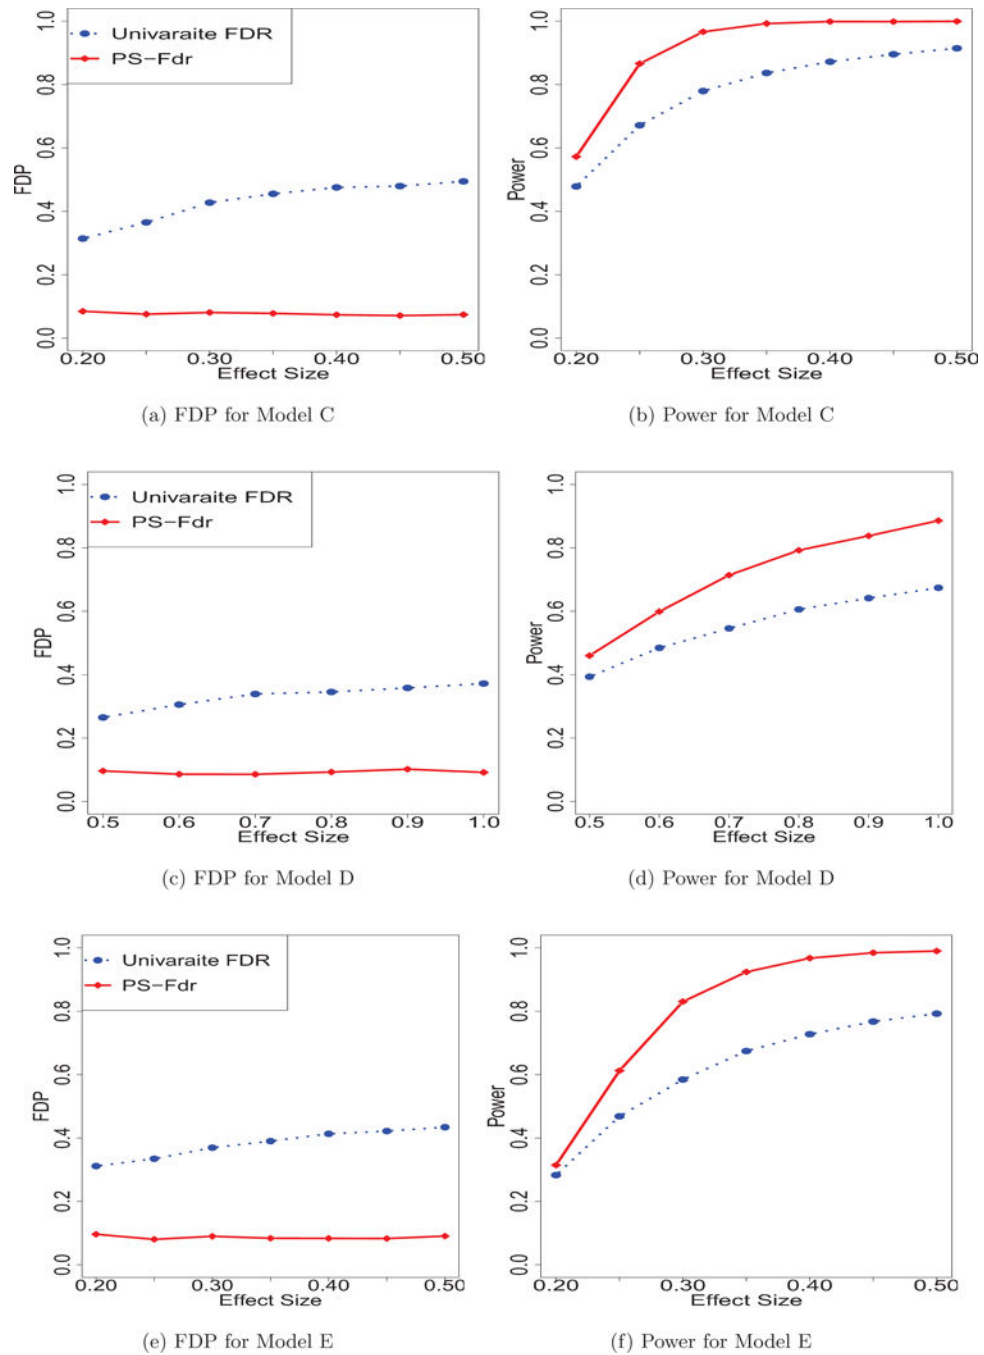 Univaraite FDR
PS-Fdr
FDP
0.0 0.2 0.4 0.6 0.8 1.0
0.20 0.30 0.40 0.50
Effect Size
(a) FDP for Model C
Power
0.0 0.2 0.4 0.6 0.8 1.0
0.20 0.30 0.40 0.50
Effect Size
(b) Power for Model C
Univaraite FDR
PS-Fdr
FDP
0.0 0.2 0.4 0.6 0.8 1.0
0.5 0.6 0.7 0.8 0.9 1.0
Effect Size
(c) FDP for Model D
Power
0.0 0.2 0.4 0.6 0.8 1.0
0.5 0.6 0.7 0.8 0.9 1.0
Effect Size
(d) Power for Model D
Univaraite FDR
PS-Fdr
FDP
0.0 0.2 0.4 0.6 0.8 1.0
0.20 0.30 0.40 0.50
Effect Size
(e) FDP for Model E
Power
0.0 0.2 0.4 0.6 0.8 1.0
0.20 0.30 0.40 0.50
Effect Size
(f) Power for Model E